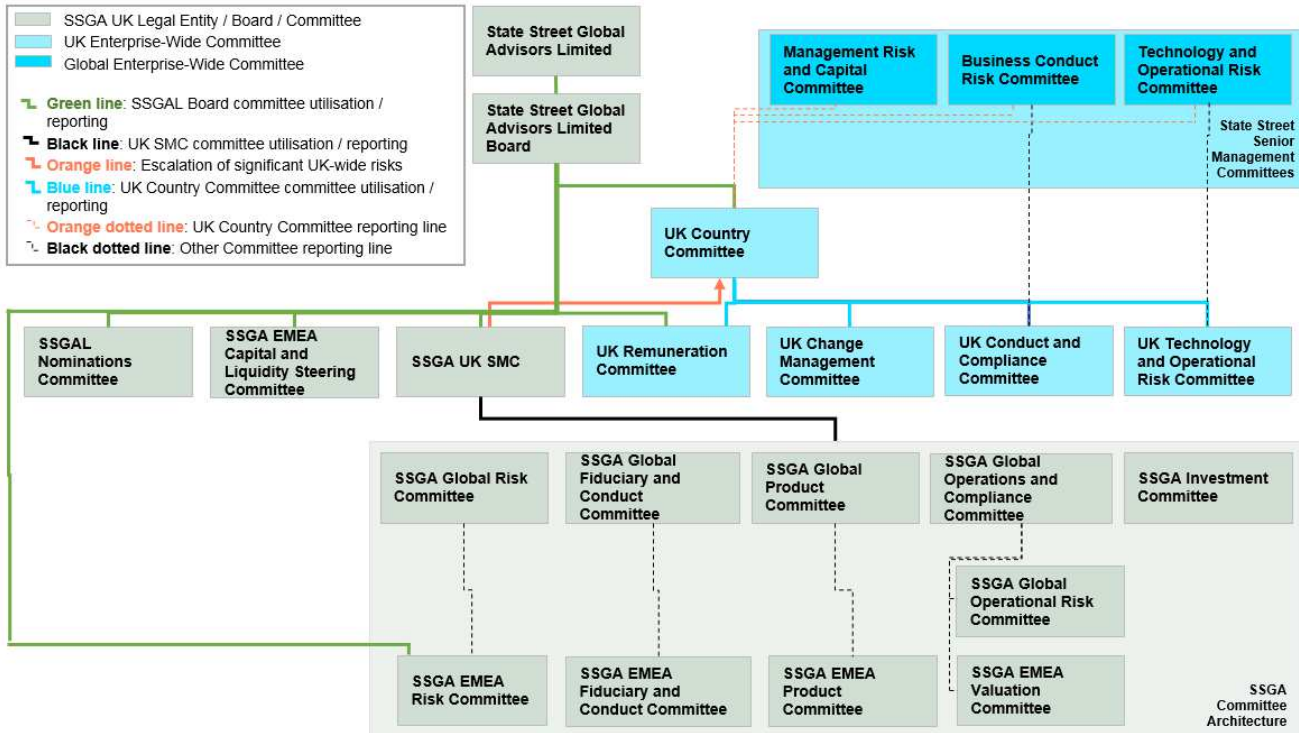 SSGA UK Legal Entity / Board / Committee
UK Enterprise-Wide Committee
Global Enterprise-Wide Committee
Green line: SSGAL Board committee utilisation /
reporting
Black line: UK SMC committee utilisation / reporting
Orange line: Escalation of significant UK-wide risks
Blue line: UK Country Committee committee utilisation /
reporting
Orange dotted line: UK Country Committee reporting line
Black dotted line: Other Committee reporting line
State Street Global
Advisors Limited
State Street Global
Advisors Limited
Board
Management Risk
and Capital
Committee
Business Conduct
Risk Committee
Technology and
Operational Risk
Committee
State Street
Senior
Management
Committees
UK Country
Committee
SSGAL
Nominations
Committee
SSGA EMEA
Capital and
Liquidity Steering
Committee
SSGA UK SMC
UK Remuneration
Committee
UK Change
Management
Committee
UK Conduct and
Compliance
Committee
UK Technology
and Operational
Risk Committee
SSGA Global Risk
Committee
SSGA Global
Fiduciary and
Conduct
Committee
SSGA Global
Product
Committee
SSGA Global
Operations and
Compliance
Committee
SSGA Investment
Committee
SSGA Global
Operational Risk
Committee
SSGA EMEA
Risk Committee
SSGA EMEA
Fiduciary and
Conduct Committee
SSGA EMEA
Product
Committee
SSGA EMEA
Valuation
Committee
SSGA
Committee
Architecture